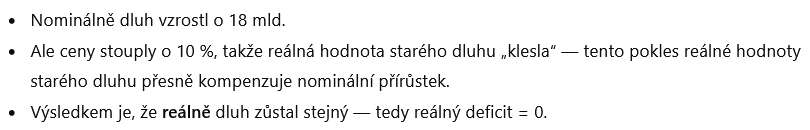 • Nominálně dluh vzrostl o 18 mld.
• Ale ceny stouply o 10 %, takže reálná hodnota starého dluhu „klesla“ — tento pokles reálné hodnoty
starého dluhu přesně kompenzuje nominální přírůstek.
• Výsledkem je, že reálně dluh zůstal stejný — tedy reálný deficit = 0.